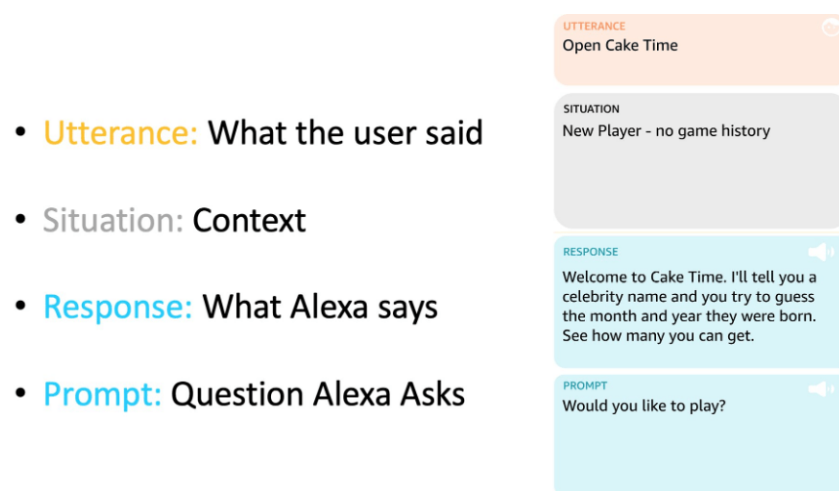 • Utterance: What the user said
• Situation: Context
• Response: What Alexa says
• Prompt: Question Alexa Asks
UTTERANCE
Open Cake Time
SITUATION
New Player - no game history
RESPONSE
Welcome to Cake Time. I'll tell you a
celebrity name and you try to guess
the month and year they were born.
See how many you can get.
PROMPT
Would you like to play?